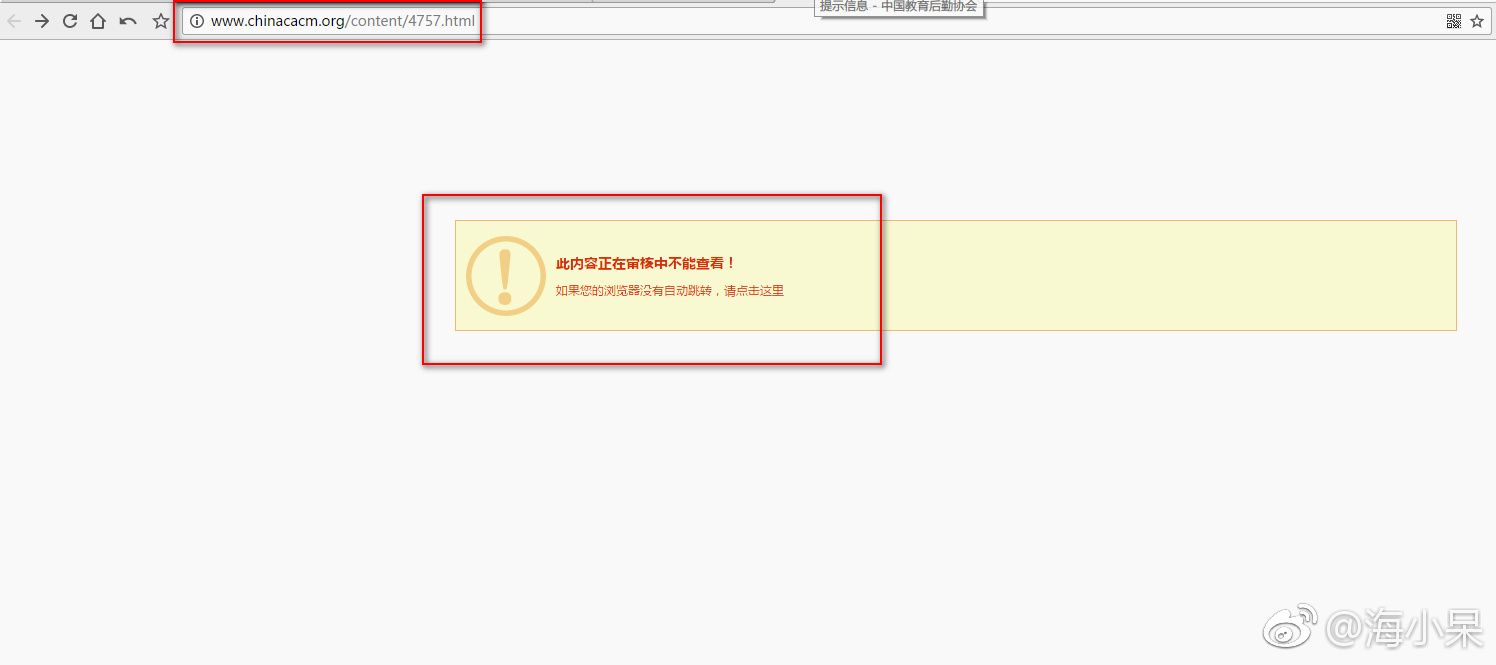 提示信息 - 中国教育后勤协会
www.chinacacm.org/content/4757.html
此内容正在审核中不能查看！
如果您的浏览器没有自动跳转，请点击这里
@海小呆